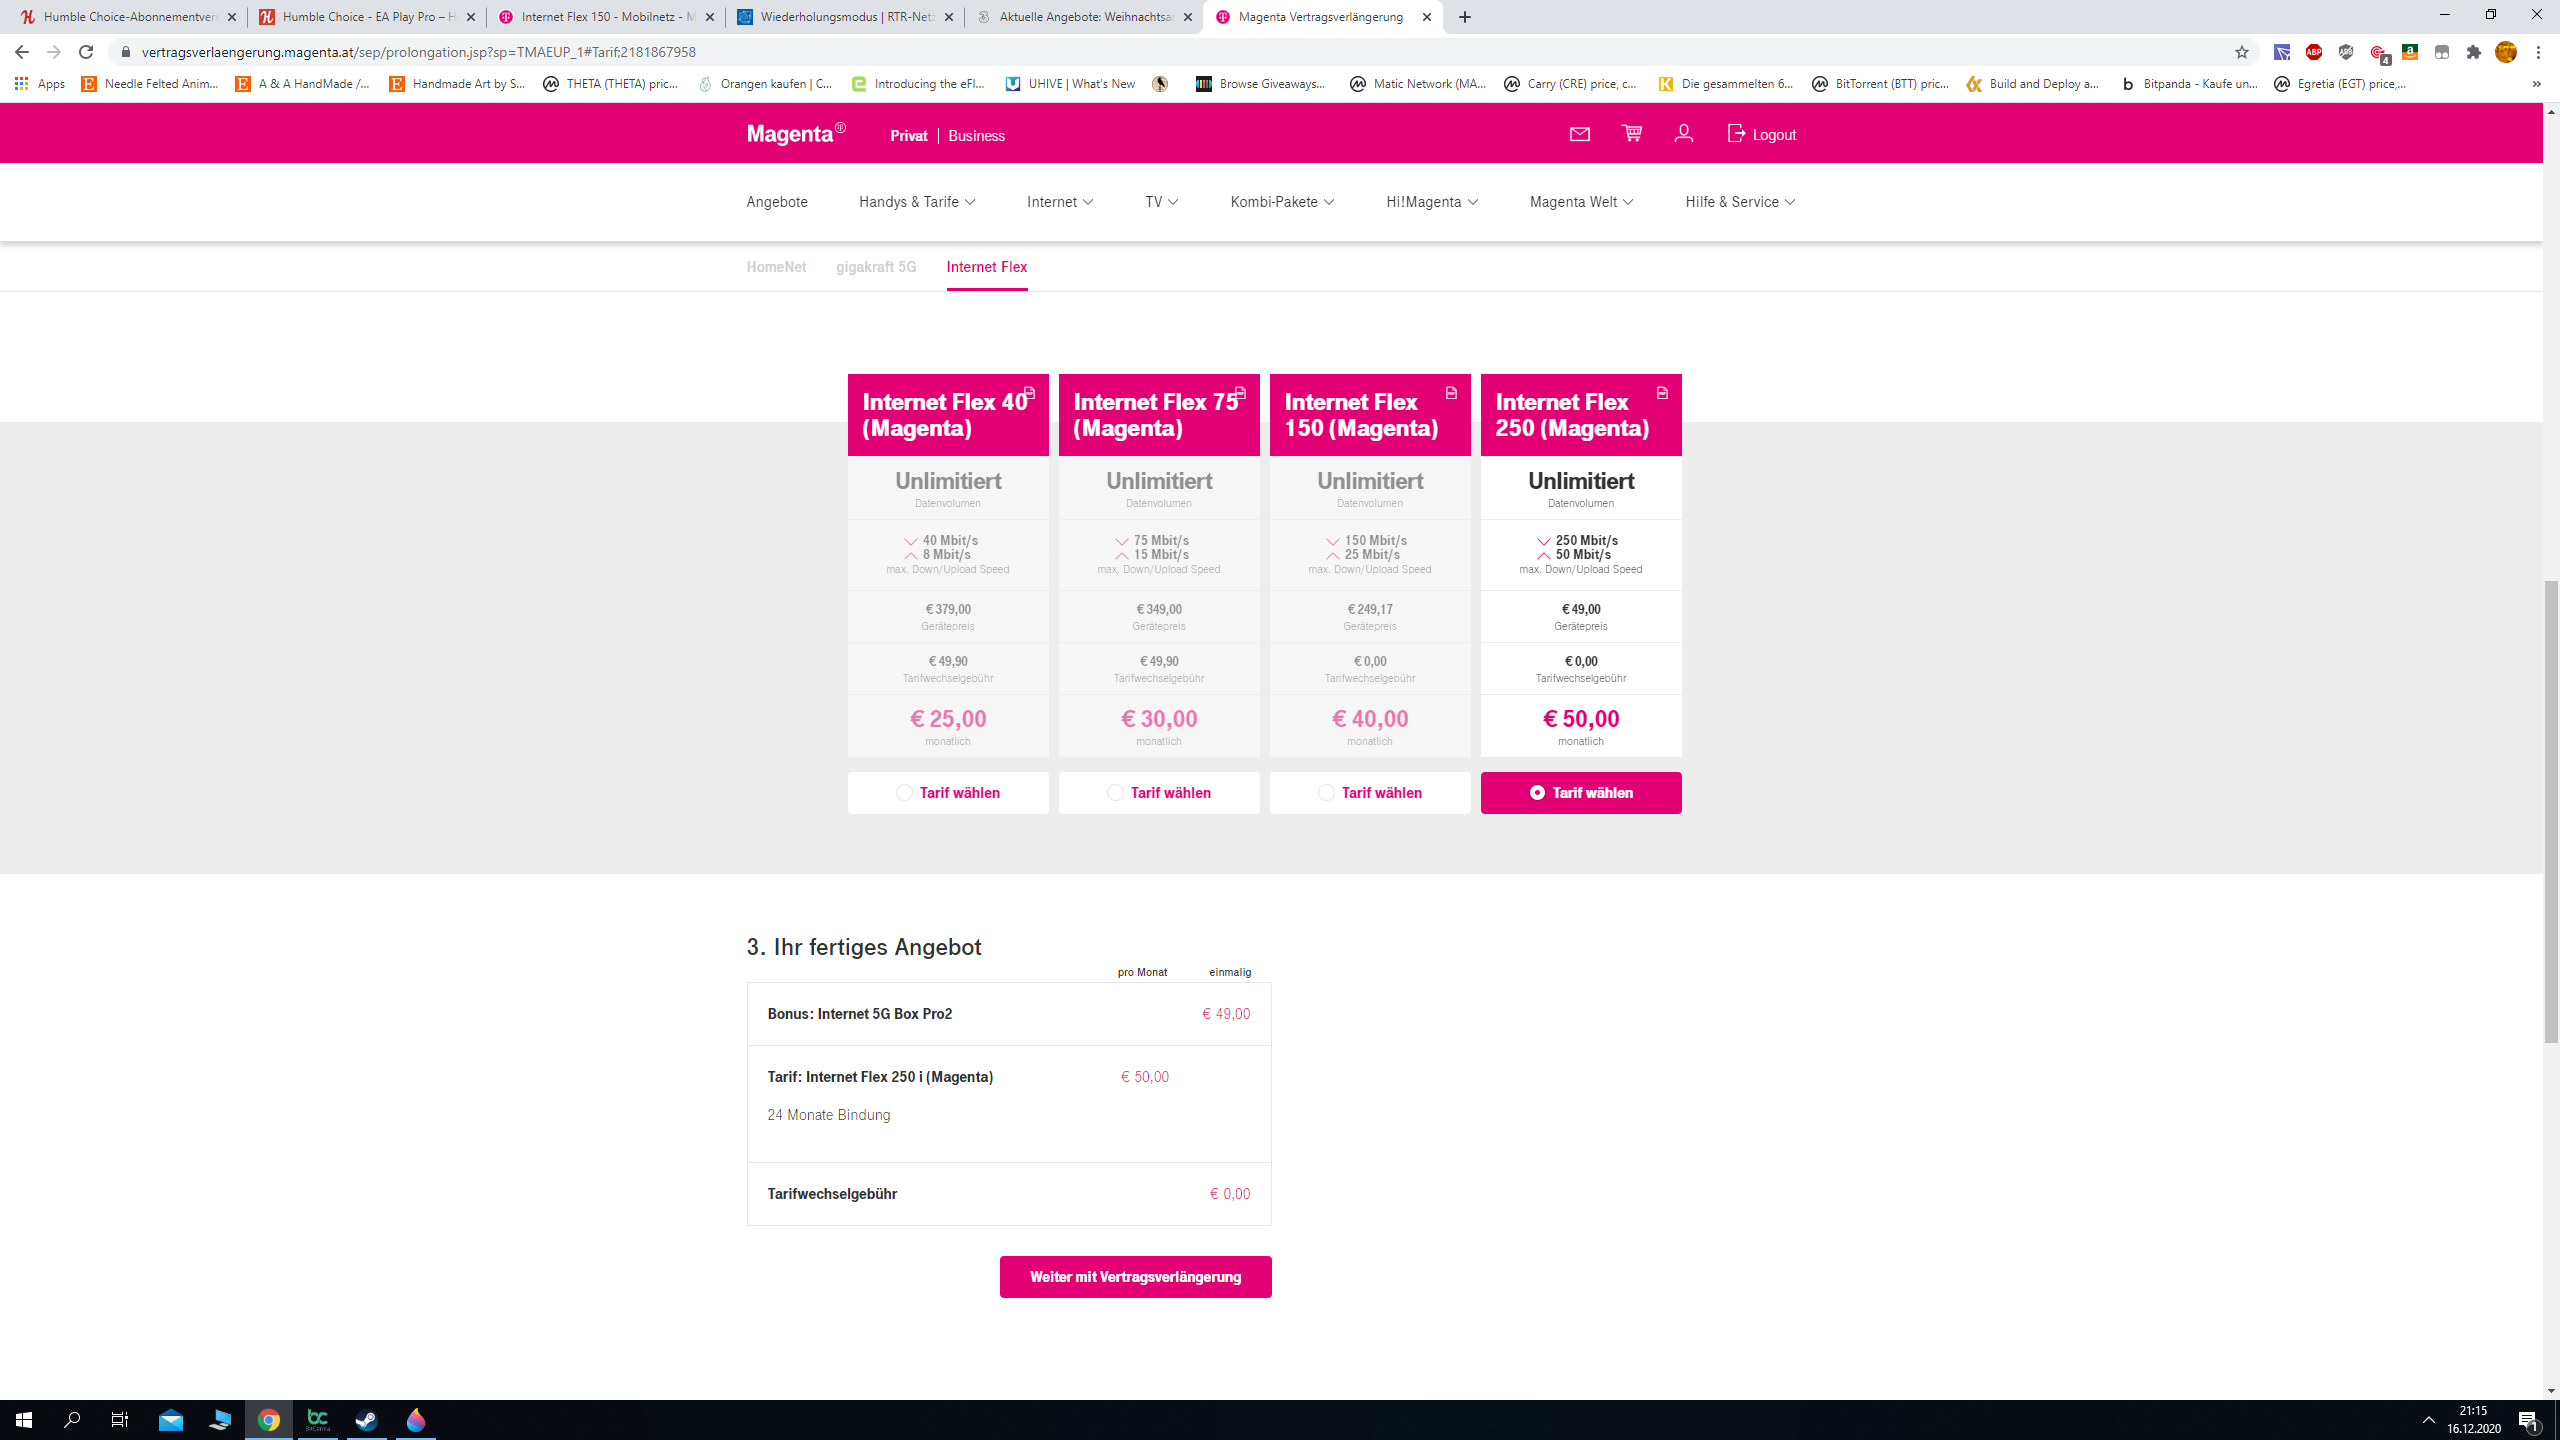 Humble Choice-Abonnementver
Humble Choice - EA Play Pro – H
Internet Flex 150 - Mobilnetz - M
Wiederholungsmodus | RTR-Netz
Aktuelle Angebote: Weihnachtsa
Magenta Vertragsverlängerung
vertragsverlaengerung.magenta.at/sep/prolongation.jsp?sp=TMAEUP_1#Tarif;2181867958
ABP
4
Apps
Needle Felted Anim...
A & A HandMade /...
Handmade Art by S...
THETA (THETA) pric...
Orangen kaufen | C...
Introducing the eFl...
UHIVE | What's New
Browse Giveaways...
Matic Network (MA...
Carry (CRE) price, c...
Die gesammelten 6...
BitTorrent (BTT) pric...
Build and Deploy a...
Bitpanda - Kaufe un...
Egretia (EGT) price,...
»
Magenta
Privat | Business
Logout
Angebote
Handys & Tarife
Internet
TV
Kombi-Pakete
Hi!Magenta
Magenta Welt
Hilfe & Service
HomeNet
gigakraft 5G
Internet Flex
Internet Flex 40
(Magenta)
Unlimitiert
Datenvolumen
40 Mbit/s
8 Mbit/s
max. Down/Upload Speed
€ 379,00
Gerätepreis
€ 49,90
Tarifwechselgebühr
€ 25,00
monatlich
Tarif wählen
Internet Flex 75
(Magenta)
Unlimitiert
Datenvolumen
75 Mbit/s
15 Mbit/s
max. Down/Upload Speed
€ 349,00
Gerätepreis
€ 49,90
Tarifwechselgebühr
€ 30,00
monatlich
Tarif wählen
Internet Flex
150 (Magenta)
Unlimitiert
Datenvolumen
150 Mbit/s
25 Mbit/s
max. Down/Upload Speed
€ 249,17
Gerätepreis
€ 0,00
Tarifwechselgebühr
€ 40,00
monatlich
Tarif wählen
Internet Flex
250 (Magenta)
Unlimitiert
Datenvolumen
250 Mbit/s
50 Mbit/s
max. Down/Upload Speed
€ 49,00
Gerätepreis
€ 0,00
Tarifwechselgebühr
€ 50,00
monatlich
Tarif wählen
3. Ihr fertiges Angebot
pro Monat einmalig
Bonus: Internet 5G Box Pro2 € 49,00
Tarif: Internet Flex 250 i (Magenta) € 50,00
24 Monate Bindung
Tarifwechselgebühr € 0,00
Weiter mit Vertragsverlängerung
bc
21:15
16.12.2020
1